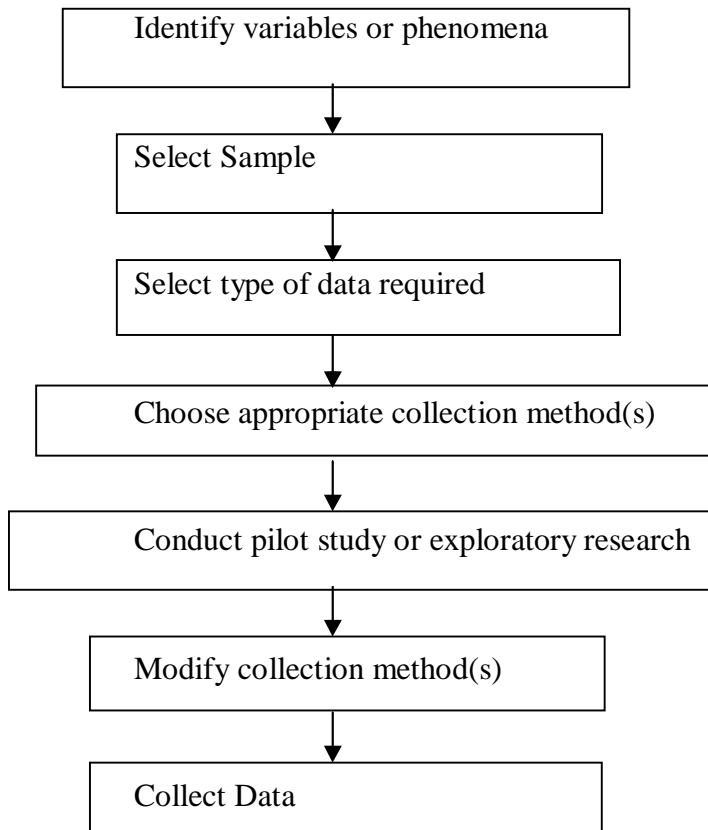 Identify variables or phenomena
Select Sample
Select type of data required
Choose appropriate collection method(s)
Conduct pilot study or exploratory research
Modify collection method(s)
Collect Data